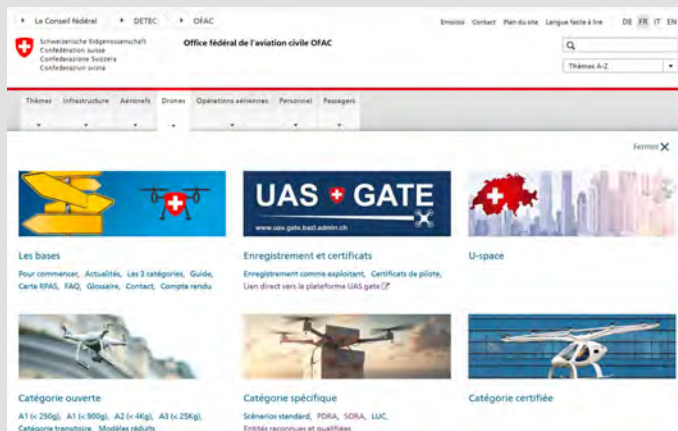 Le Conseil fédéral DETEC OFAC
Emplois Contact Plan du site Langue facile à lire DE FR IT EN
Schweizerische Eidgenossenschaft
Confédération suisse
Confederazione Svizzera
Confederaziun svizra
Office fédéral de l'aviation civile OFAC
Thèmes A-Z
Thèmes Infrastructure Aéronefs Drones Opérations aériennes Personnel Passagers
Fermer
UAS GATE
www.uas.gate.bazl.admin.ch
Les bases
Pour commencer, Actualités, Les 3 catégories, Guide,
Carte RPAS, FAQ, Glossaire, Contact, Compte rendu
Enregistrement et certificats
Enregistrement comme exploitant, Certificats de pilote,
Lien direct vers la plateforme UAS.gate
U-space
Catégorie ouverte
A1 (< 250g), A1 (< 900g), A2 (< 4Kg), A3 (< 25Kg),
Catégorie transitoire, Modèles réduits
Catégorie spécifique
Scénarios standard, PDRA, SORA, LUC,
Entités reconnues et qualifiées
Catégorie certifiée